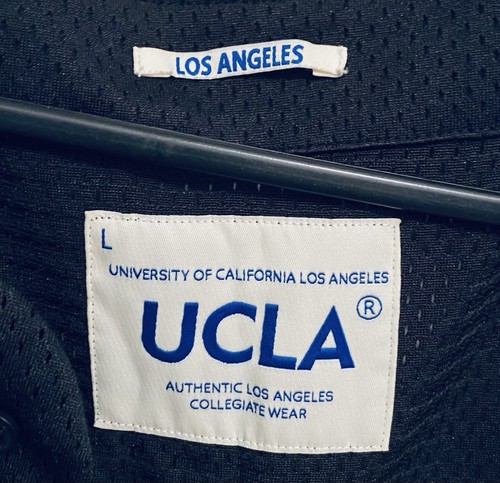 LOS ANGELES
L
UNIVERSITY OF CALIFORNIA LOS ANGELES
UCLA®
AUTHENTIC LOS ANGELES
COLLEGIATE WEAR